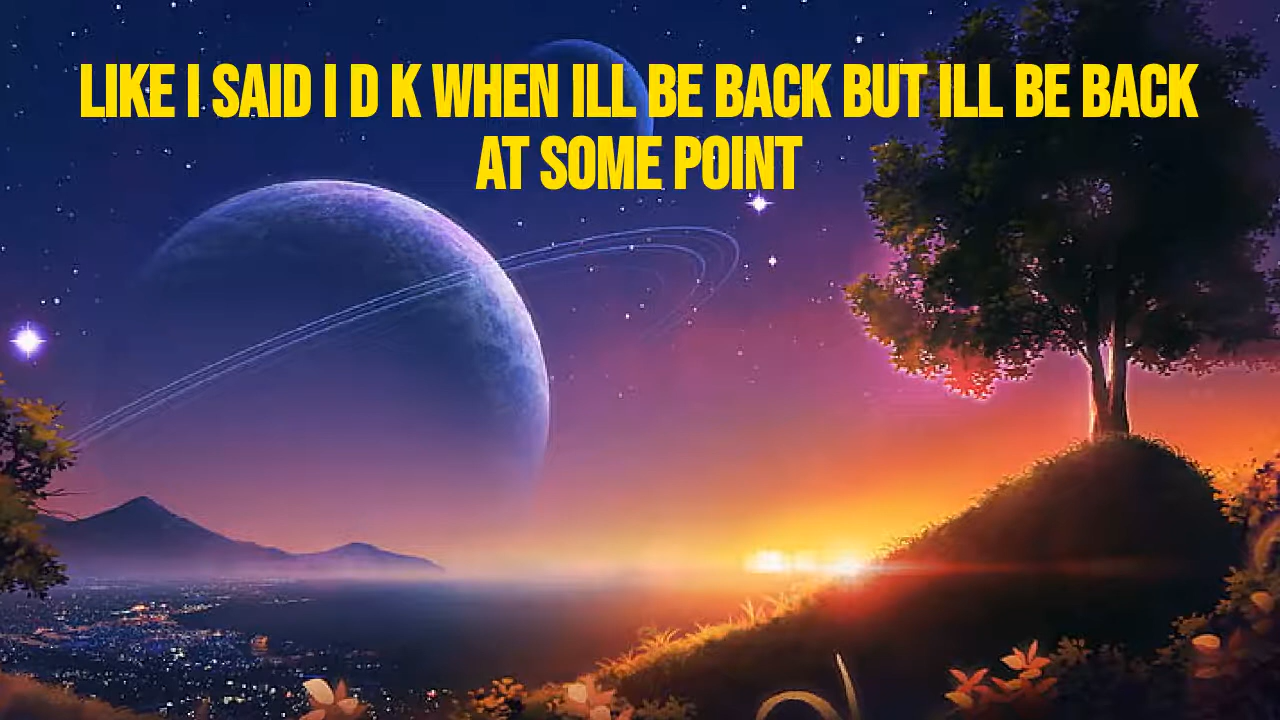 LIKE I SAID I D K WHEN ILL BE BACK BUT ILL BE BACK
AT SOME POINT